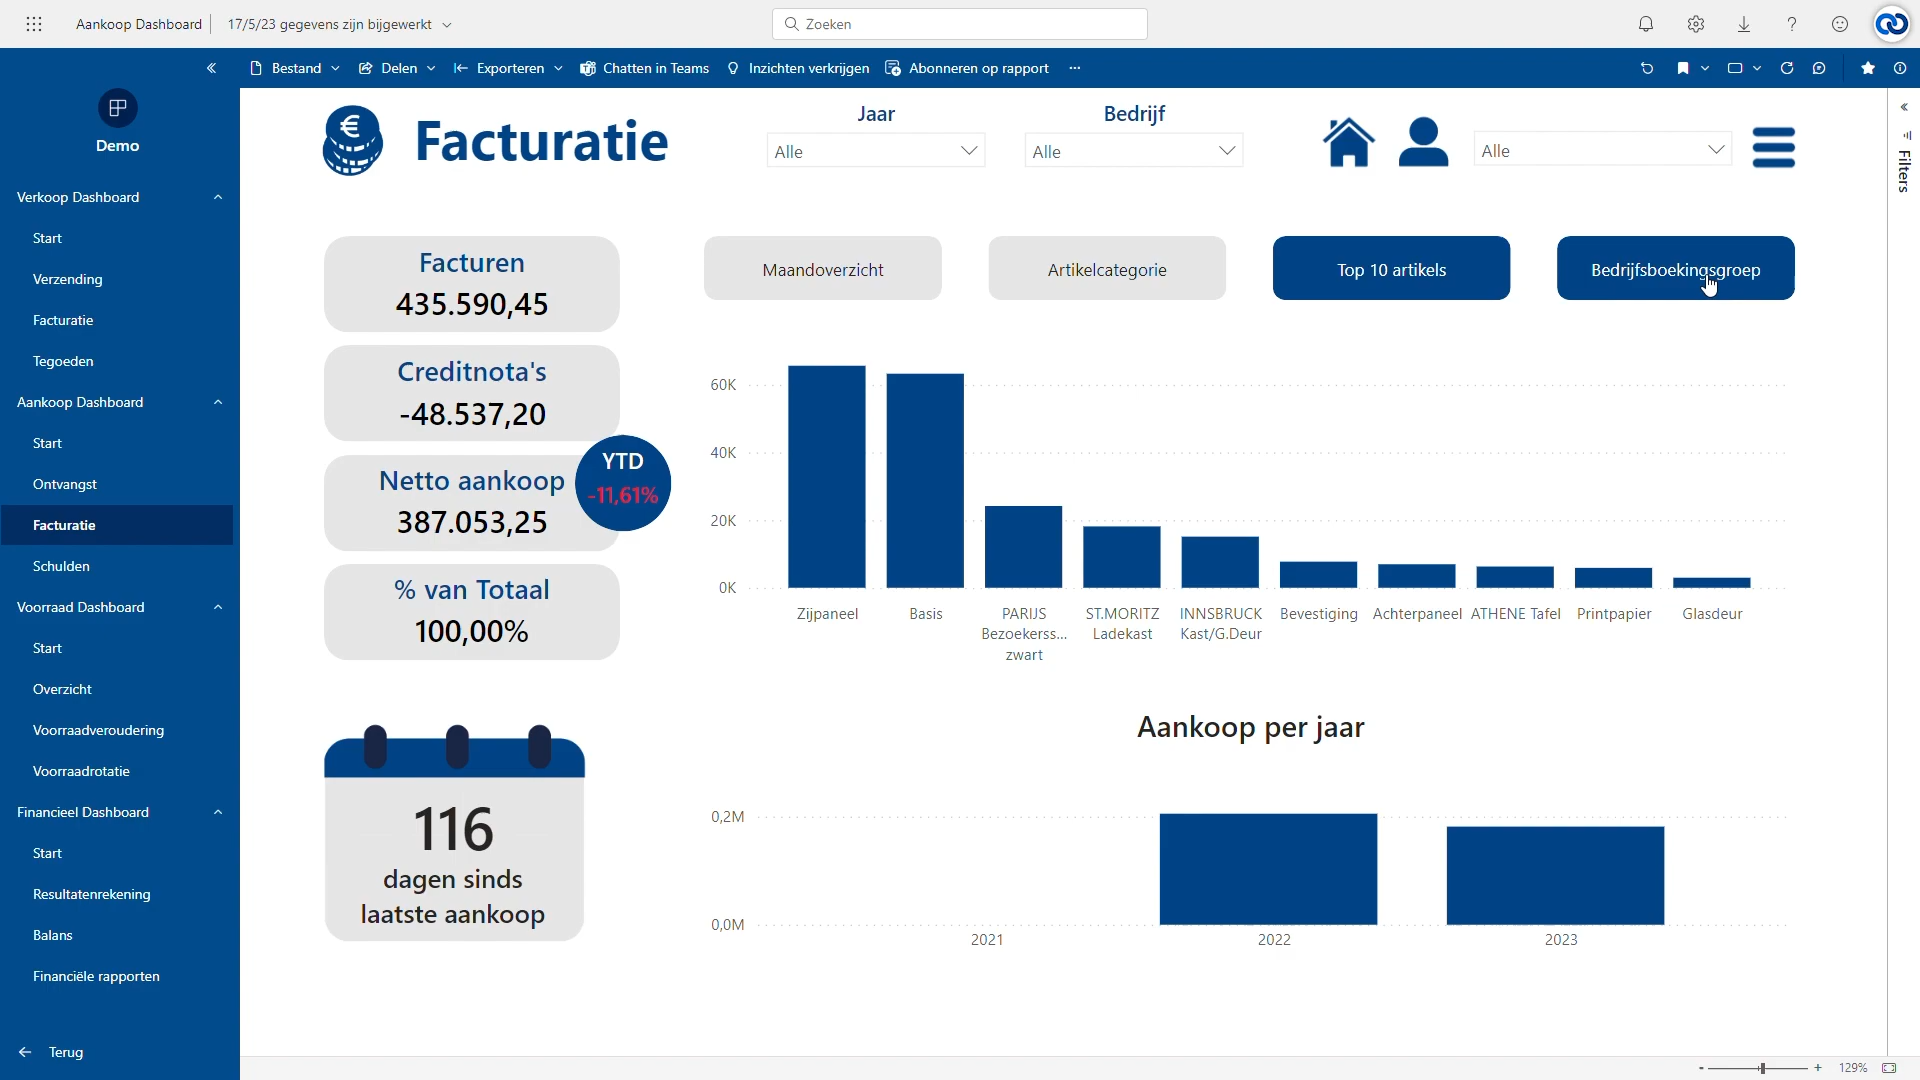 Aankoop Dashboard
17/5/23 gegevens zijn bijgewerkt
Zoeken
?
Bestand
Delen
Exporteren
Chatten in Teams
Inzichten verkrijgen
Abonneren op rapport
Demo
Verkoop Dashboard
Start
Verzending
Facturatie
Tegoeden
Aankoop Dashboard
Start
Ontvangst
Facturatie
Schulden
Voorraad Dashboard
Start
Overzicht
Voorraadveroudering
Voorraadrotatie
Financieel Dashboard
Start
Resultatenrekening
Balans
Financiële rapporten
Terug
€
Facturatie
Jaar
Alle
Bedrijf
Alle
Alle
Filters
Facturen
435.590,45
Creditnota's
-48.537,20
Netto aankoop
387.053,25
YTD
-11,61%
% van Totaal
100,00%
116
dagen sinds
laatste aankoop
Maandoverzicht
Artikelcategorie
Top 10 artikels
Bedrijfsboekingsgroep
60K
40K
20K
0K
Zijpaneel
Basis
PARIJS
Bezoekerss...
zwart
ST.MORITZ
Ladekast
INNSBRUCK
Kast/G.Deur
Bevestiging
Achterpaneel
ATHENE Tafel
Printpapier
Glasdeur
Aankoop per jaar
0,2M
0,0M
2021
2022
2023
- +
129%